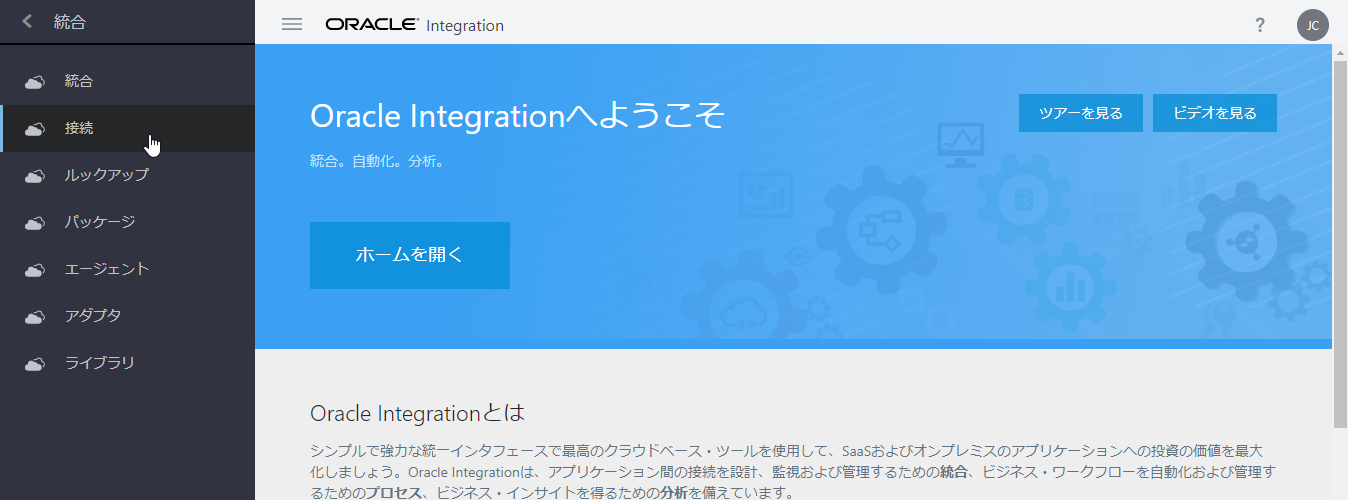 統合
ORACLE Integration
?
JC
統合
接続
ルックアップ
パッケージ
エージェント
アダプタ
ライブラリ
Oracle Integrationへようこそ
ツアーを見る
ビデオを見る
統合。自動化。分析。
ホームを開く
Oracle Integrationとは
シンプルで強力な統一インタフェースで最高のクラウドベース・ツールを使用して、SaaSおよびオンプレミスのアプリケーションへの投資の価値を最大
化しましょう。Oracle Integrationは、アプリケーション間の接続を設計、監視および管理するための統合、ビジネス・ワークフローを自動化および管理す
るためのプロセス、ビジネス・インサイトを得るための分析を備えています。